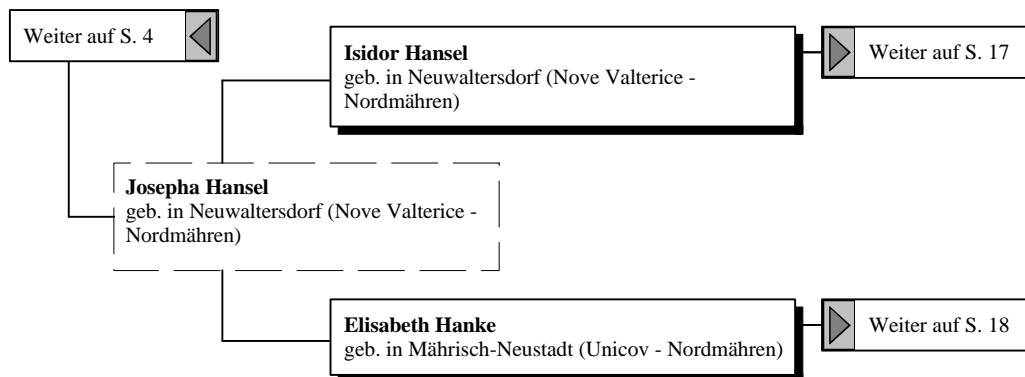 Weiter auf S. 4
Isidor Hansel
geb. in Neuwaltersdorf (Nove Valterice -
Nordmähren)
Weiter auf S. 17
Josepha Hansel
geb. in Neuwaltersdorf (Nove Valterice -
Nordmähren)
Elisabeth Hanke
geb. in Mährisch-Neustadt (Unicov - Nordmähren)
Weiter auf S. 18